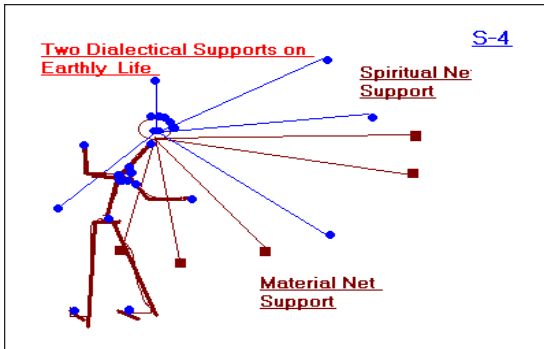 Two Dialectical Supports on
Earthly Life
S-4
Spiritual Ne
Support
Material Net
Support